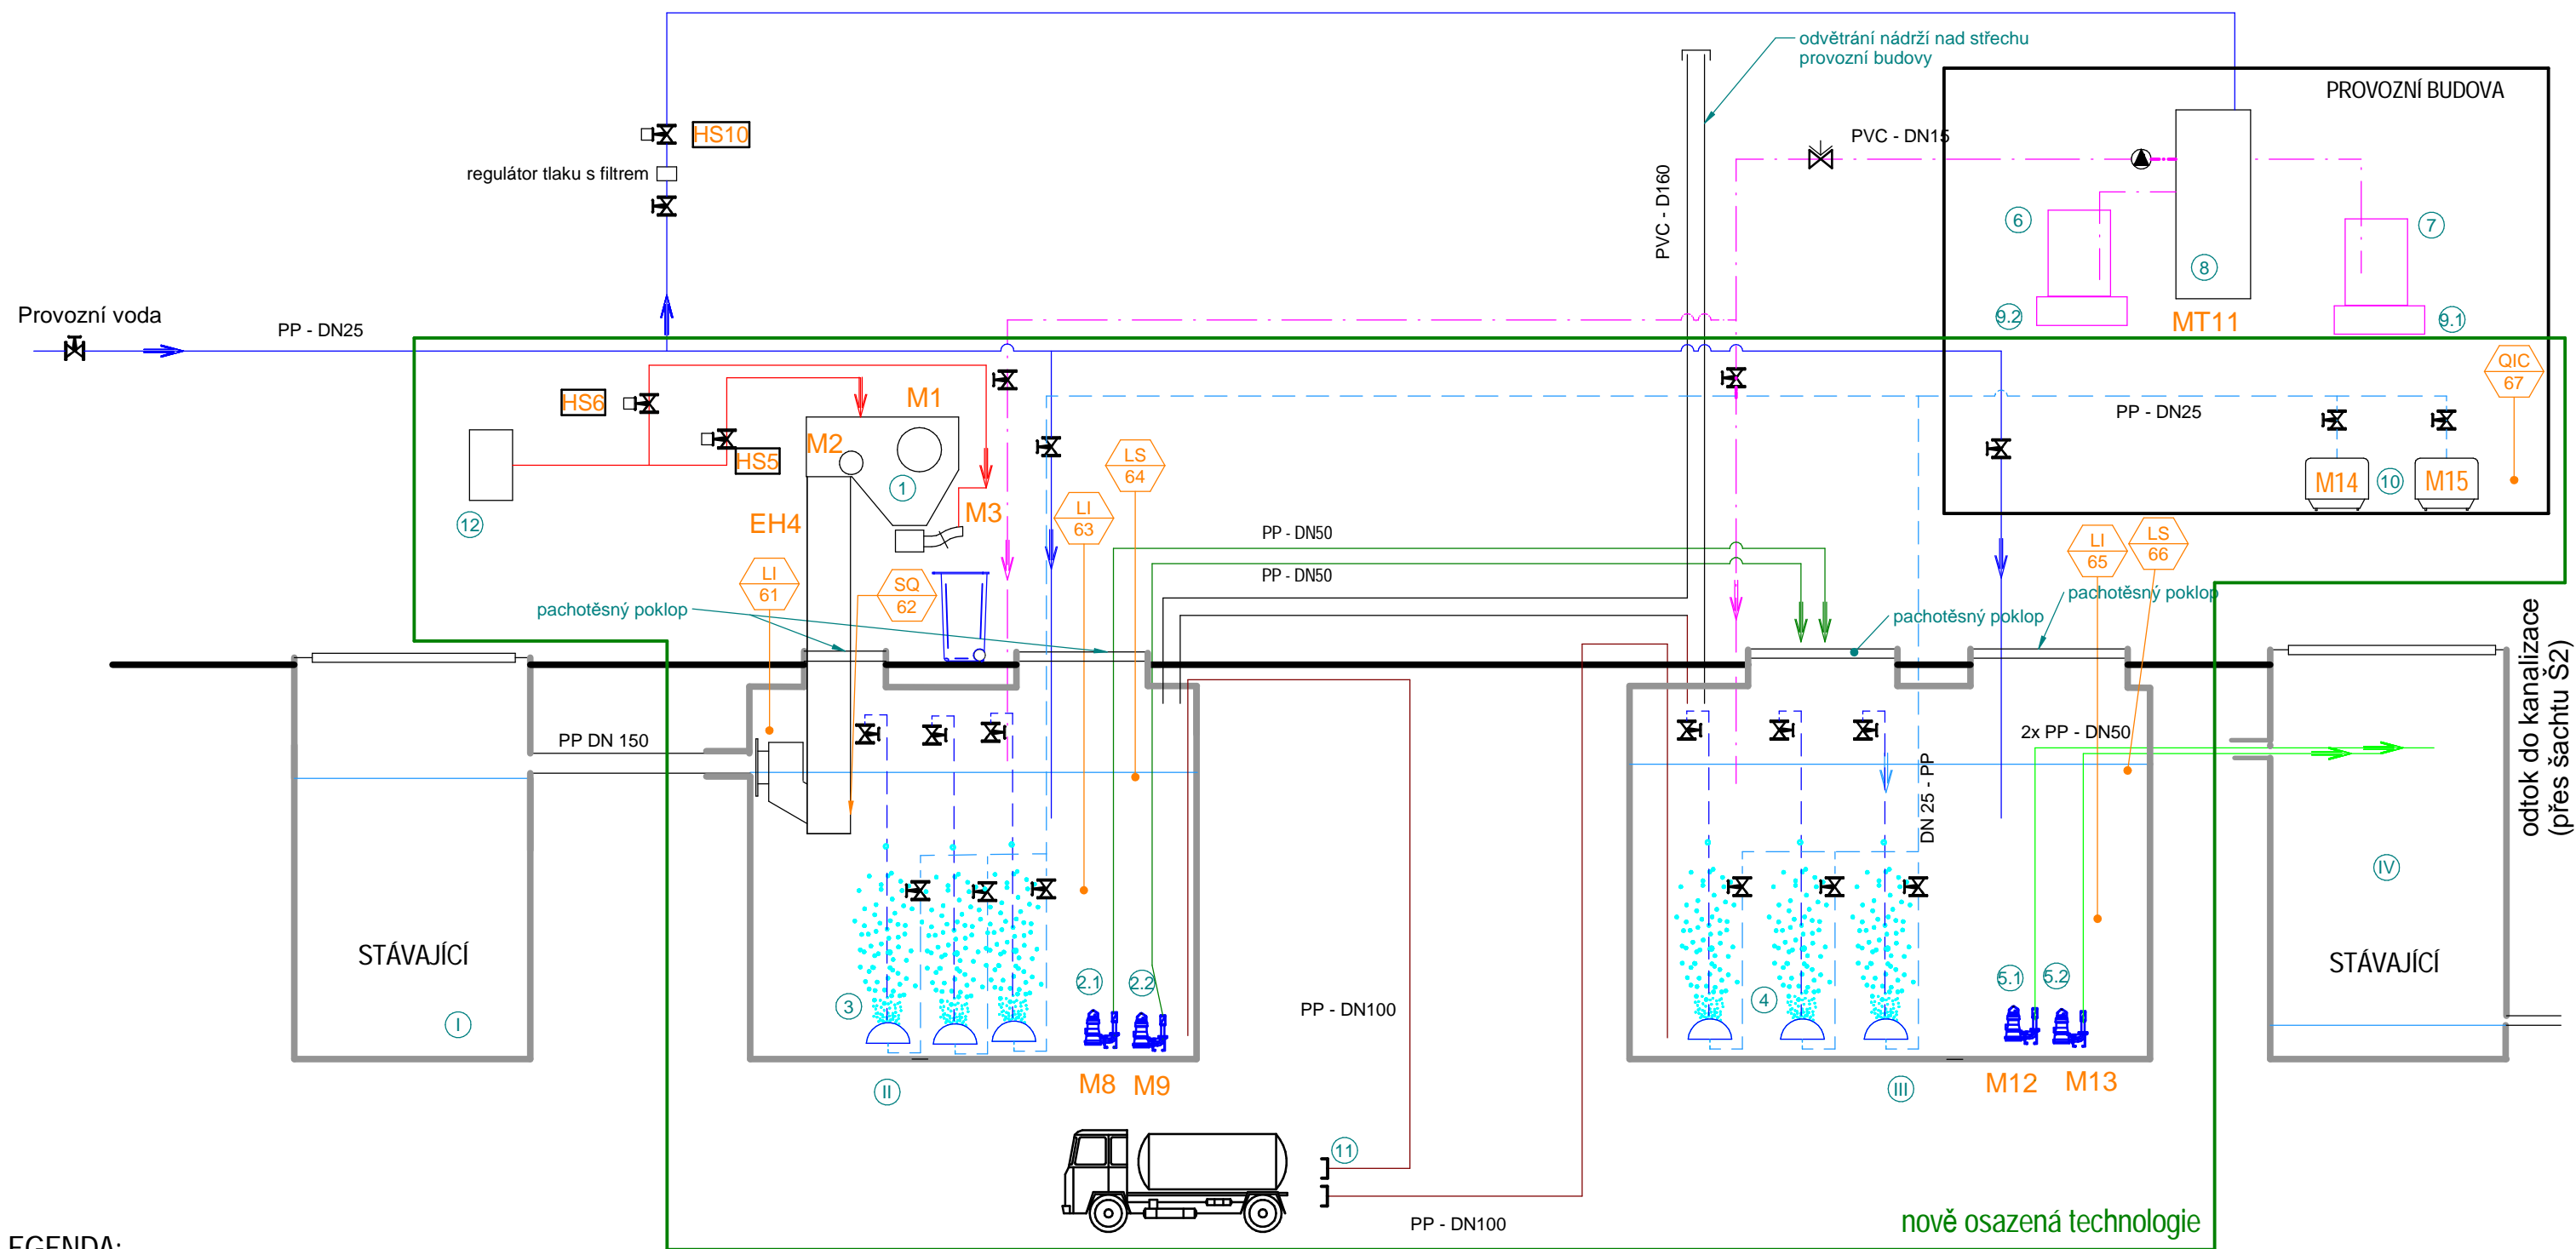 odvětrání nádrží nad střechu
provozní budovy
PROVOZNÍ BUDOVA
HS10
PVC - DN15
regulátor tlaku s filtrem
PVC - D160
6
7
8
9.2
9.1
MT11
Provozní voda
PP - DN25
QIC
67
HS6
M1
M2
HS5
PP - DN25
LS
64
1
M14
10
M15
12
EH4
M3
LI
63
PP - DN50
LI
65
LS
66
LI
61
SQ
62
PP - DN50
pachotěsný poklop
pachotěsný poklop
pachotěsný poklop
odtok do kanalizace
(přes šachtu Š2)
PP DN 150
2x PP - DN50
DN 25 - PP
IV
STÁVAJÍCÍ
STÁVAJÍCÍ
2.1
2.2
5.1
5.2
3
4
I
PP - DN100
M8
M9
M12
M13
II
III
11
PP - DN100
nově osazená technologie
EGENDA: